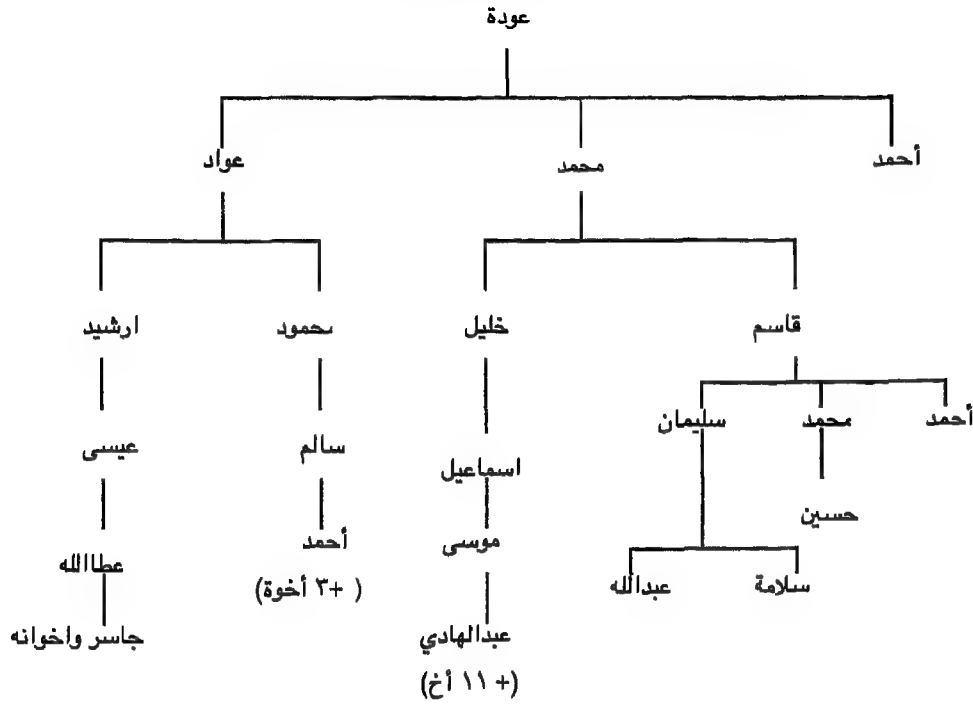 عودة
أحمد محمد عواد
قاسم خليل محمود ارشيد
أحمد محمد سليمان اسماعيل سالم عيسى
حسين موسى أحمد عطاالله
سلامة عبدالله عبدالهادي (+٣ أخوة) جاسر واخوانه
(+ ١١ أخ)